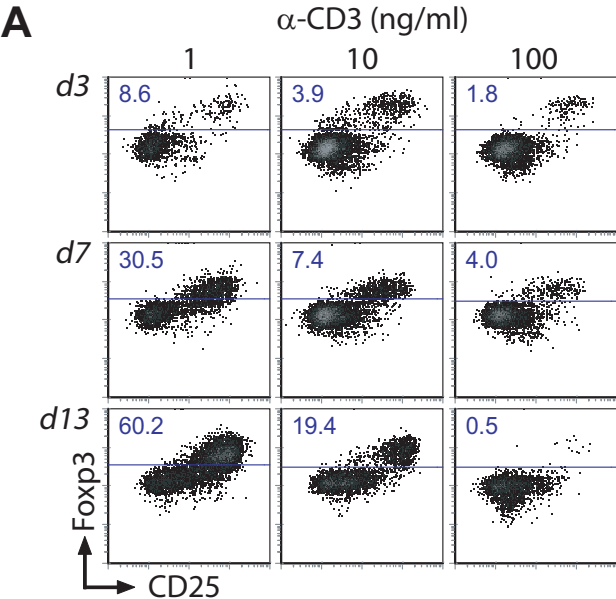 A
α-CD3 (ng/ml)
1 10 100
d3 8.6 3.9 1.8
d7 30.5 7.4 4.0
d13 60.2 19.4 0.5
Foxp3
CD25